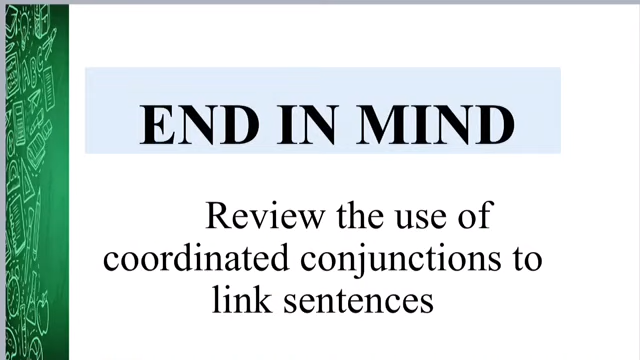 END IN MIND
Review the use of
coordinated conjunctions to
link sentences